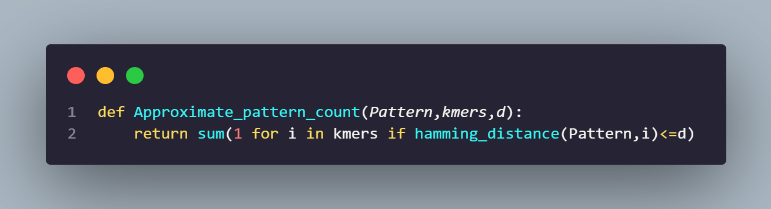 1 def Approximate_pattern_count(Pattern,kmers,d):
2     return sum(1 for i in kmers if hamming_distance(Pattern,i)<=d)